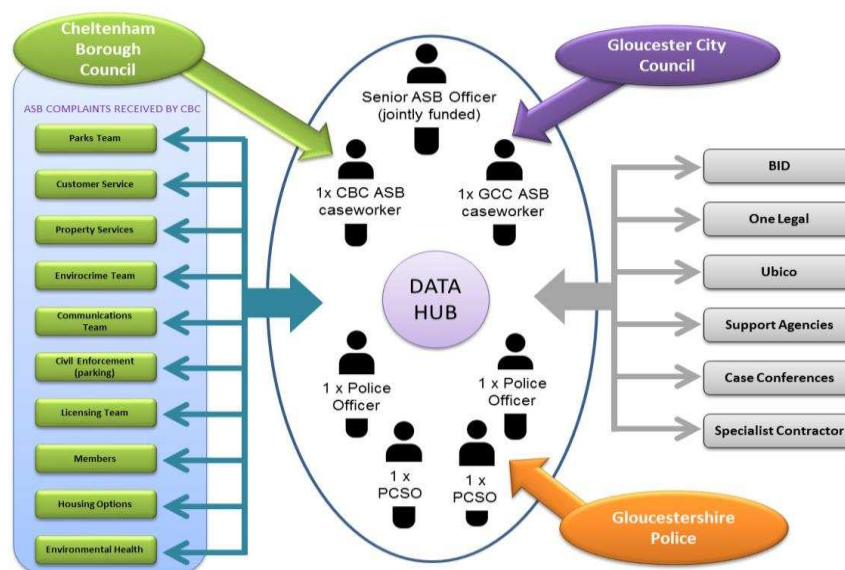 Cheltenham
Borough
Council
ASB COMPLAINTS RECEIVED BY CBC
Parks Team
Customer Service
Property Services
Envirocrime Team
Communications
Team
Civil Enforcement
(parking)
Licensing Team
Members
Housing Options
Environmental Health
Senior ASB Officer
(jointly funded)
1x CBC ASB
caseworker
1x GCC ASB
caseworker
DATA
HUB
1 x Police
Officer
1 x Police
Officer
1 x
PCSO
1 x
PCSO
Gloucester City
Council
BID
One Legal
Ubico
Support Agencies
Case Conferences
Specialist Contractor
Gloucestershire
Police